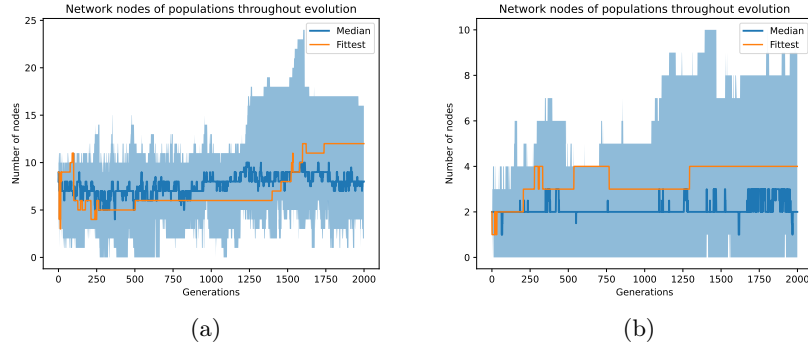 Network nodes of populations throughout evolution
Median
Fittest
Number of nodes
25
20
15
10
5
0
0 250 500 750 1000 1250 1500 1750 2000
Generations
(a)
Network nodes of populations throughout evolution
Median
Fittest
Number of nodes
10
8
6
4
2
0
0 250 500 750 1000 1250 1500 1750 2000
Generations
(b)